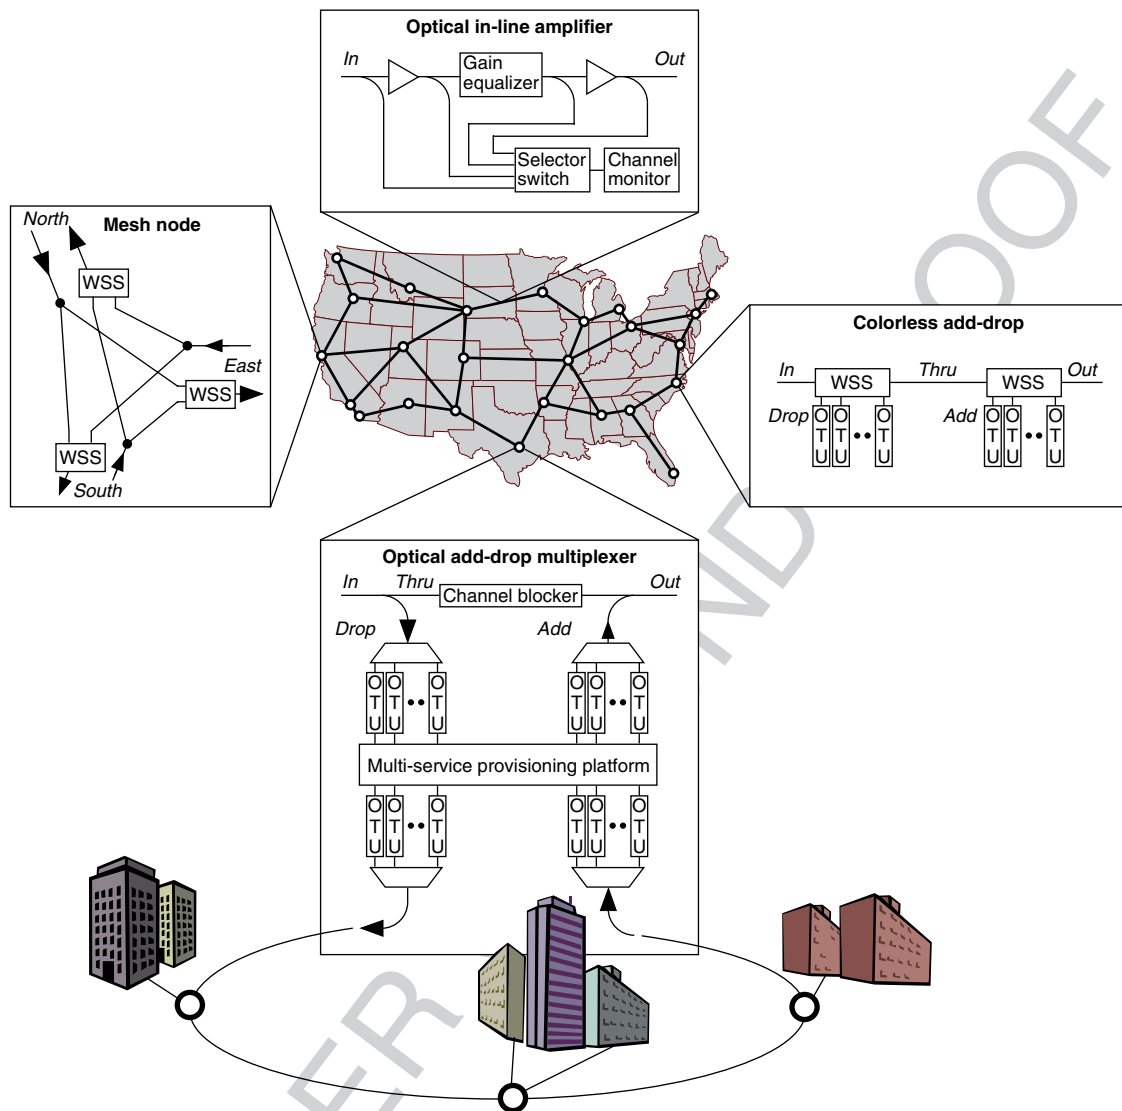 Optical in-line amplifier
In
Gain
equalizer
Out
Selector
switch
Channel
monitor
Mesh node
North
WSS
East
WSS
WSS
South
Colorless add-drop
In
WSS
Thru
WSS
Out
Drop
OTU
OTU
OTU
Add
OTU
OTU
OTU
Optical add-drop multiplexer
In
Thru
Channel blocker
Out
Drop
Add
OTU
OTU
OTU
OTU
OTU
OTU
Multi-service provisioning platform
OTU
OTU
OTU
OTU
OTU
OTU
ER
ND
OOF